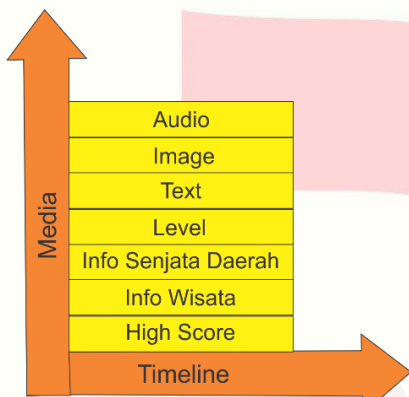 Audio
Image
Text
Level
Info Senjata Daerah
Info Wisata
High Score
Media
Timeline